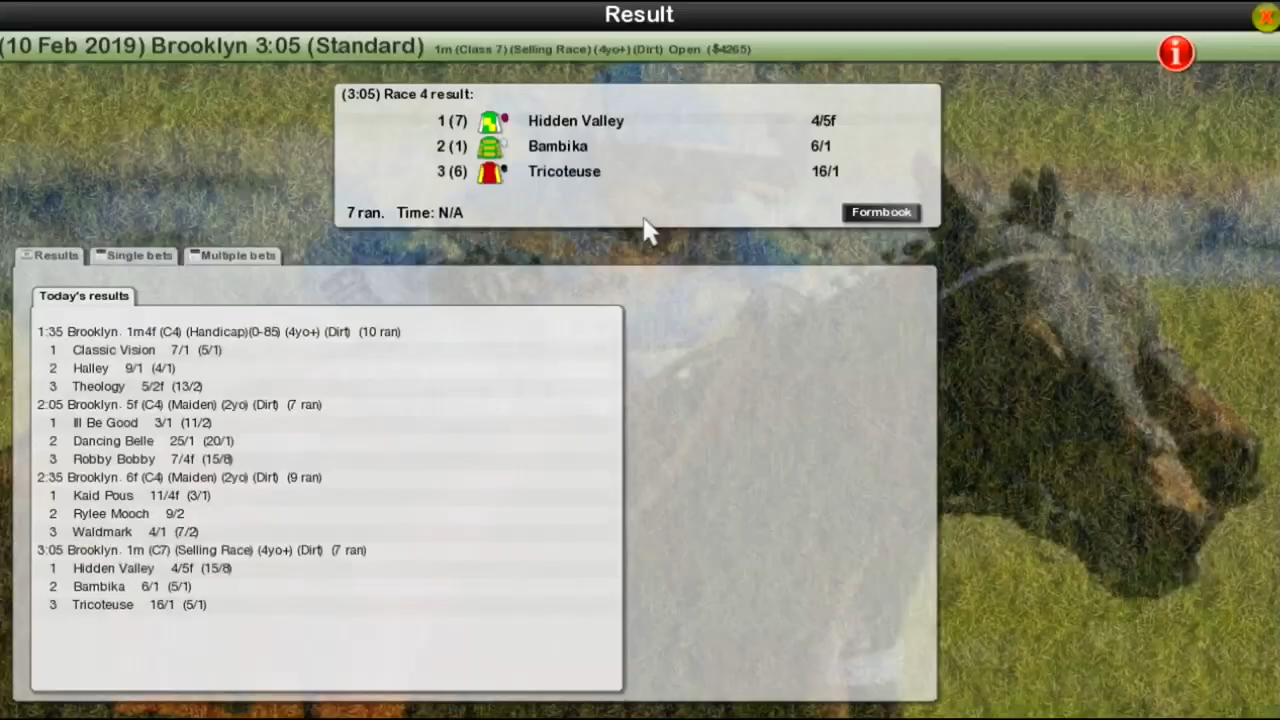 Result
(10 Feb 2019) Brooklyn 3:05 (Standard) 1m (Class 7) (Selling Race) (4yo+) (Dirt) Open ($4265)
(3:05) Race 4 result:
1 (7) Hidden Valley 4/5f
2 (1) Bambika 6/1
3 (6) Tricoteuse 16/1
7 ran. Time: N/A Formbook
Results Single bets Multiple bets
Today's results
1:35 Brooklyn. 1m4f (C4) (Handicap)(0-85) (4yo+) (Dirt) (10 ran)
1 Classic Vision 7/1 (5/1)
2 Halley 9/1 (4/1)
3 Theology 5/2f (13/2)
2:05 Brooklyn. 5f (C4) (Maiden) (2yo) (Dirt) (7 ran)
1 Ill Be Good 3/1 (11/2)
2 Dancing Belle 25/1 (20/1)
3 Robby Bobby 7/4f (15/8)
2:35 Brooklyn. 6f (C4) (Maiden) (2yo) (Dirt) (9 ran)
1 Kaid Pous 11/4f (3/1)
2 Rylee Mooch 9/2
3 Waldmark 4/1 (7/2)
3:05 Brooklyn. 1m (C7) (Selling Race) (4yo+) (Dirt) (7 ran)
1 Hidden Valley 4/5f (15/8)
2 Bambika 6/1 (5/1)
3 Tricoteuse 16/1 (5/1)